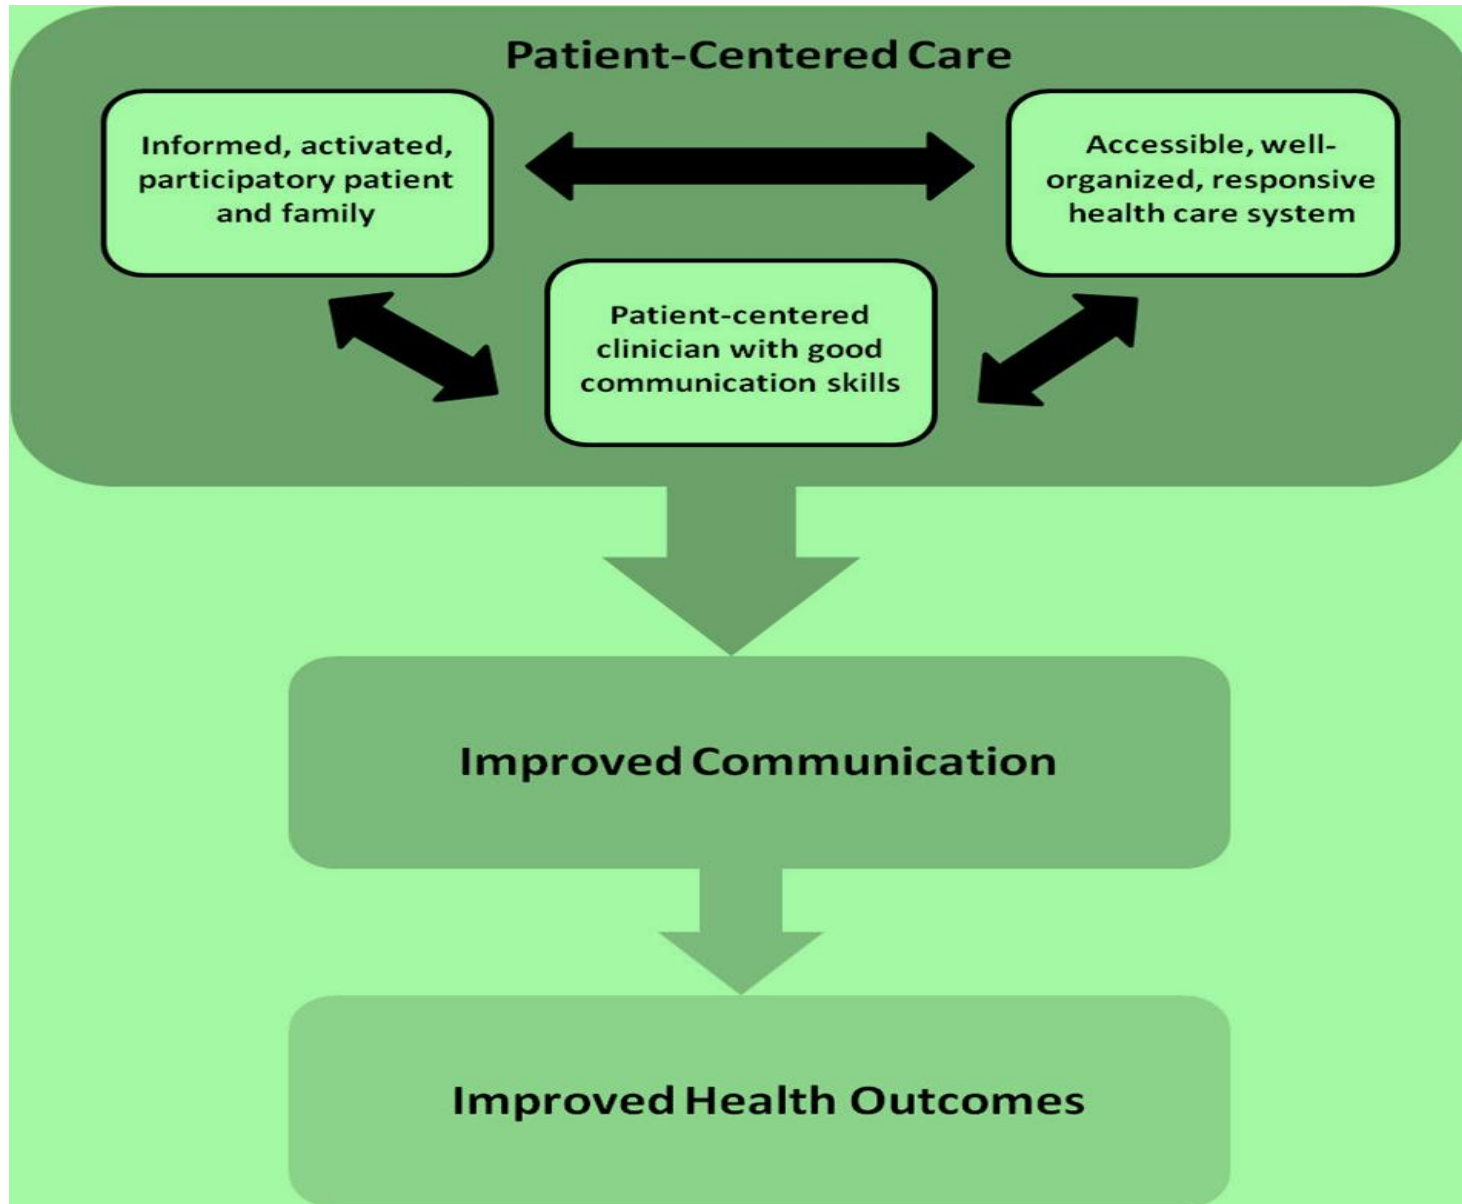 Patient-Centered Care
Informed, activated,
participatory patient
and family
Accessible, well-
organized, responsive
health care system
Patient-centered
clinician with good
communication skills
Improved Communication
Improved Health Outcomes